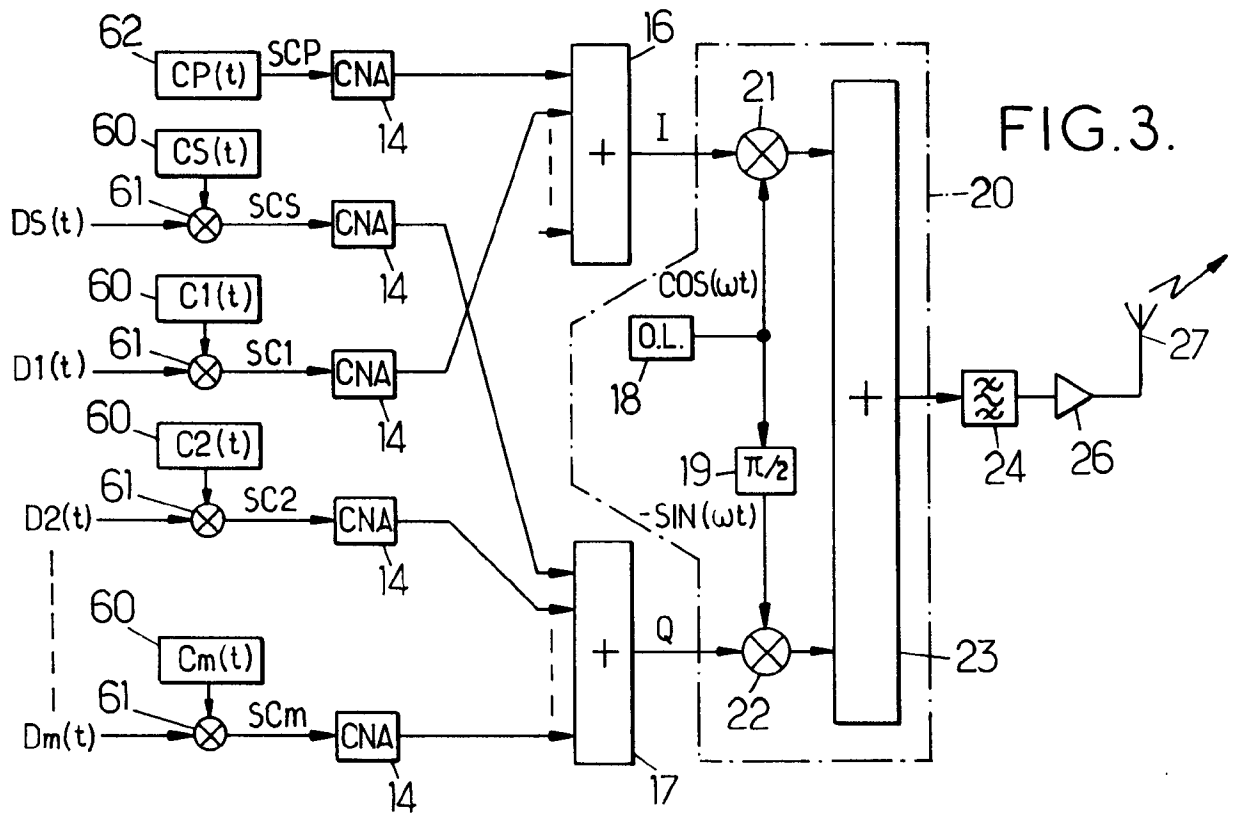 62
CP(t)
SCP
CNA
14
16
60
CS(t)
61
DS(t)
SCS
CNA
14
60
C1(t)
61
D1(t)
SC1
CNA
14
60
C2(t)
61
D2(t)
SC2
CNA
14
60
Cm(t)
61
Dm(t)
SCm
CNA
14
+
I
21
FIG.3.
20
COS(ωt)
O.L.
18
19
π/2
-SIN(ωt)
+
Q
17
22
+
23
24
26
27